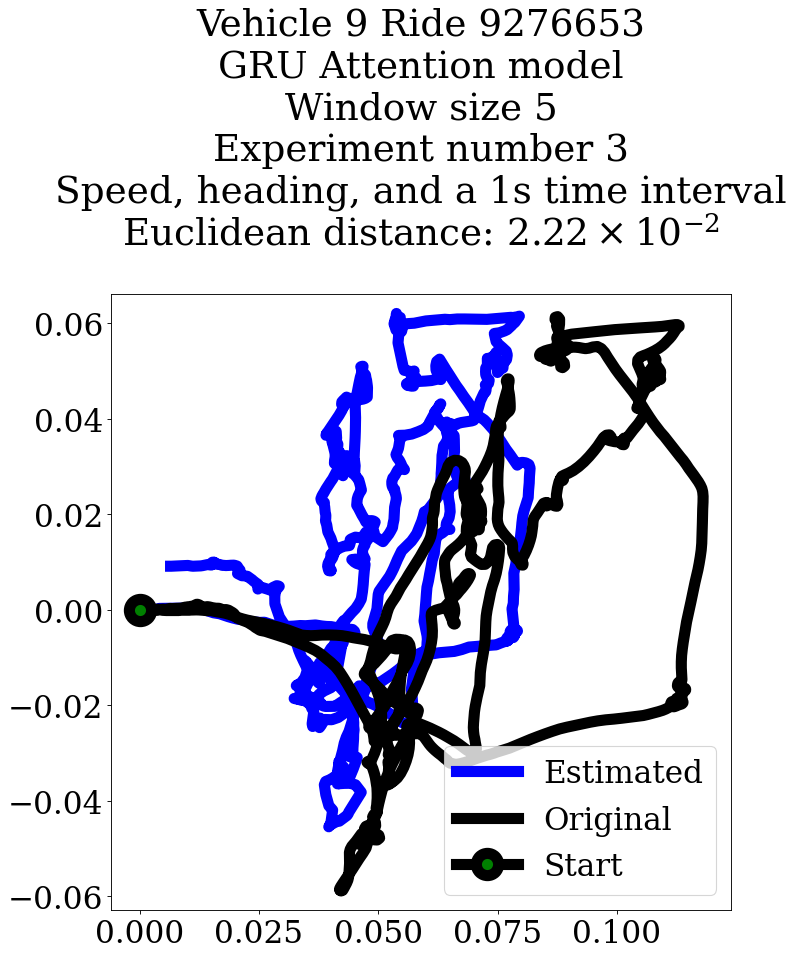 Vehicle 9 Ride 9276653
GRU Attention model
Window size 5
Experiment number 3
Speed, heading, and a 1s time interval
Euclidean distance: 2.22 × 10⁻²
0.06
0.04
0.02
0.00
−0.02
−0.04
−0.06
Estimated
Original
Start
0.000 0.025 0.050 0.075 0.100